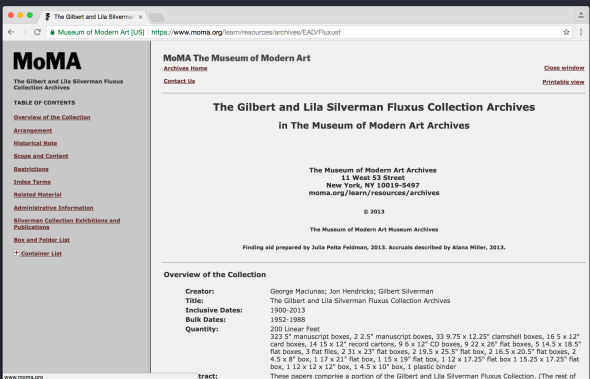 The Gilbert and Lila Silverman
Museum of Modern Art [US] https://www.moma.org/learn/resources/archives/EAD/Fluxusf
MoMA
The Gilbert and Lila Silverman Fluxus
Collection Archives
TABLE OF CONTENTS
Overview of the Collection
Arrangement
Historical Note
Scope and Content
Restrictions
Index Terms
Related Material
Administrative Information
Silverman Collection Exhibitions and
Publications
Box and Folder List
Container List
www.moma.org
MoMA The Museum of Modern Art
Archives Home
Close window
Contact Us
Printable view
The Gilbert and Lila Silverman Fluxus Collection Archives
in The Museum of Modern Art Archives
The Museum of Modern Art Archives
11 West 53 Street
New York, NY 10019-5497
moma.org/learn/resources/archives
© 2013
The Museum of Modern Art Museum Archives
Finding aid prepared by Julia Pelta Feldman, 2013. Accruals described by Alana Miller, 2013.
Overview of the Collection
Creator: George Maciunas; Jon Hendricks; Gilbert Silverman
Title: The Gilbert and Lila Silverman Fluxus Collection Archives
Inclusive Dates: 1900-2013
Bulk Dates: 1952-1988
Quantity: 200 Linear Feet
323 5" manuscript boxes, 2 2.5" manuscript boxes, 33 9.75 x 12.25" clamshell boxes, 16 5 x 12"
card boxes, 14 15 x 12" record cartons, 9 6 x 12" CD boxes, 9 22 x 26" flat boxes, 5 14.5 x 18.5"
flat boxes, 3 flat files, 2 31 x 23" flat boxes, 2 19.5 x 25.5" flat box, 2 16.5 x 20.5" flat boxes, 2
4.5 x 8" box, 1 17 x 21" flat box, 1 15 x 19" flat box, 1 12 x 17.25" flat box 1 15.25 x 17.25" flat
box, 1 12 x 12 x 12" box, 1 4.5 x 10" box, 1 plastic binder
tract: These papers comprise a portion of the Gilbert and Lila Silverman Fluxus Collection. (The rest of